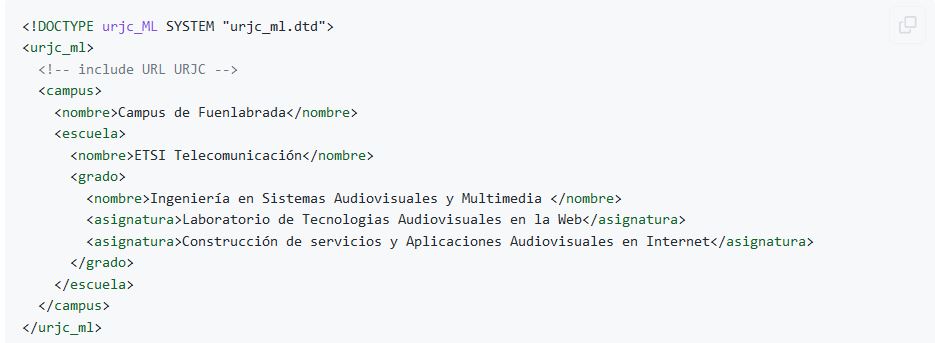 <!DOCTYPE urjc_ML SYSTEM "urjc_ml.dtd">
<urjc_ml>
<!-- include URL URJC -->
<campus>
<nombre>Campus de Fuenlabrada</nombre>
<escuela>
<nombre>ETSI Telecomunicación</nombre>
<grado>
<nombre>Ingeniería en Sistemas Audiovisuales y Multimedia </nombre>
<asignatura>Laboratorio de Tecnologias Audiovisuales en la Web</asignatura>
<asignatura>Construcción de servicios y Aplicaciones Audiovisuales en Internet</asignatura>
</grado>
</escuela>
</campus>
</urjc_ml>